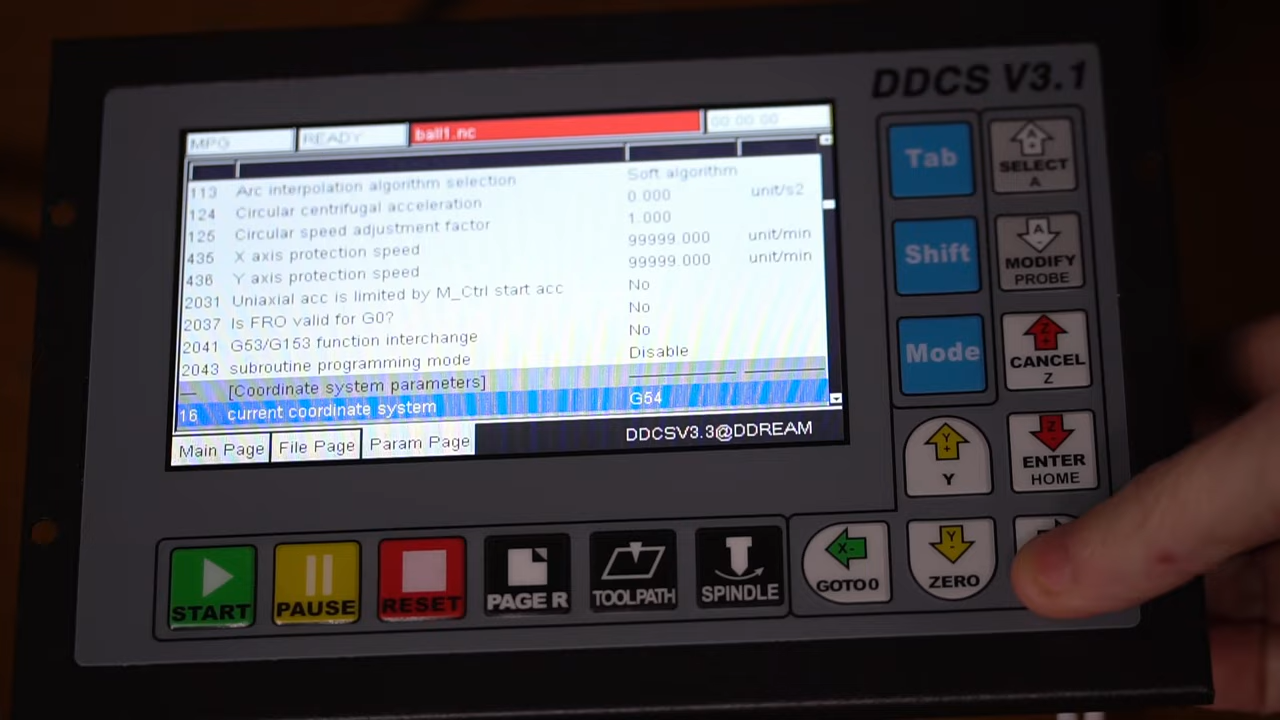 DDCS V3.1
MPG READY ball1.nc 00:00:00
113 Arc interpolation algorithm selection Soft algorithm
124 Circular centrifugal acceleration 0.000 unit/s2
125 Circular speed adjustment factor 1.000
435 X axis protection speed 99999.000 unit/min
436 Y axis protection speed 99999.000 unit/min
2031 Uniaxial acc is limited by M_Ctrl start acc No
2037 Is FRO valid for G0? No
2041 G53/G153 function interchange No
2043 subroutine programming mode Disable
[Coordinate system parameters]
16 current coordinate system G54
Main Page File Page Param Page DDCSV3.3@DDREAM
Tab
A+
SELECT
A
Shift
A-
MODIFY
PROBE
Mode
Z+
CANCEL
Z
Y+
Y
Z-
ENTER
HOME
START
PAUSE
RESET
PAGE R
TOOLPATH
SPINDLE
X-
GOTO 0
Y-
ZERO